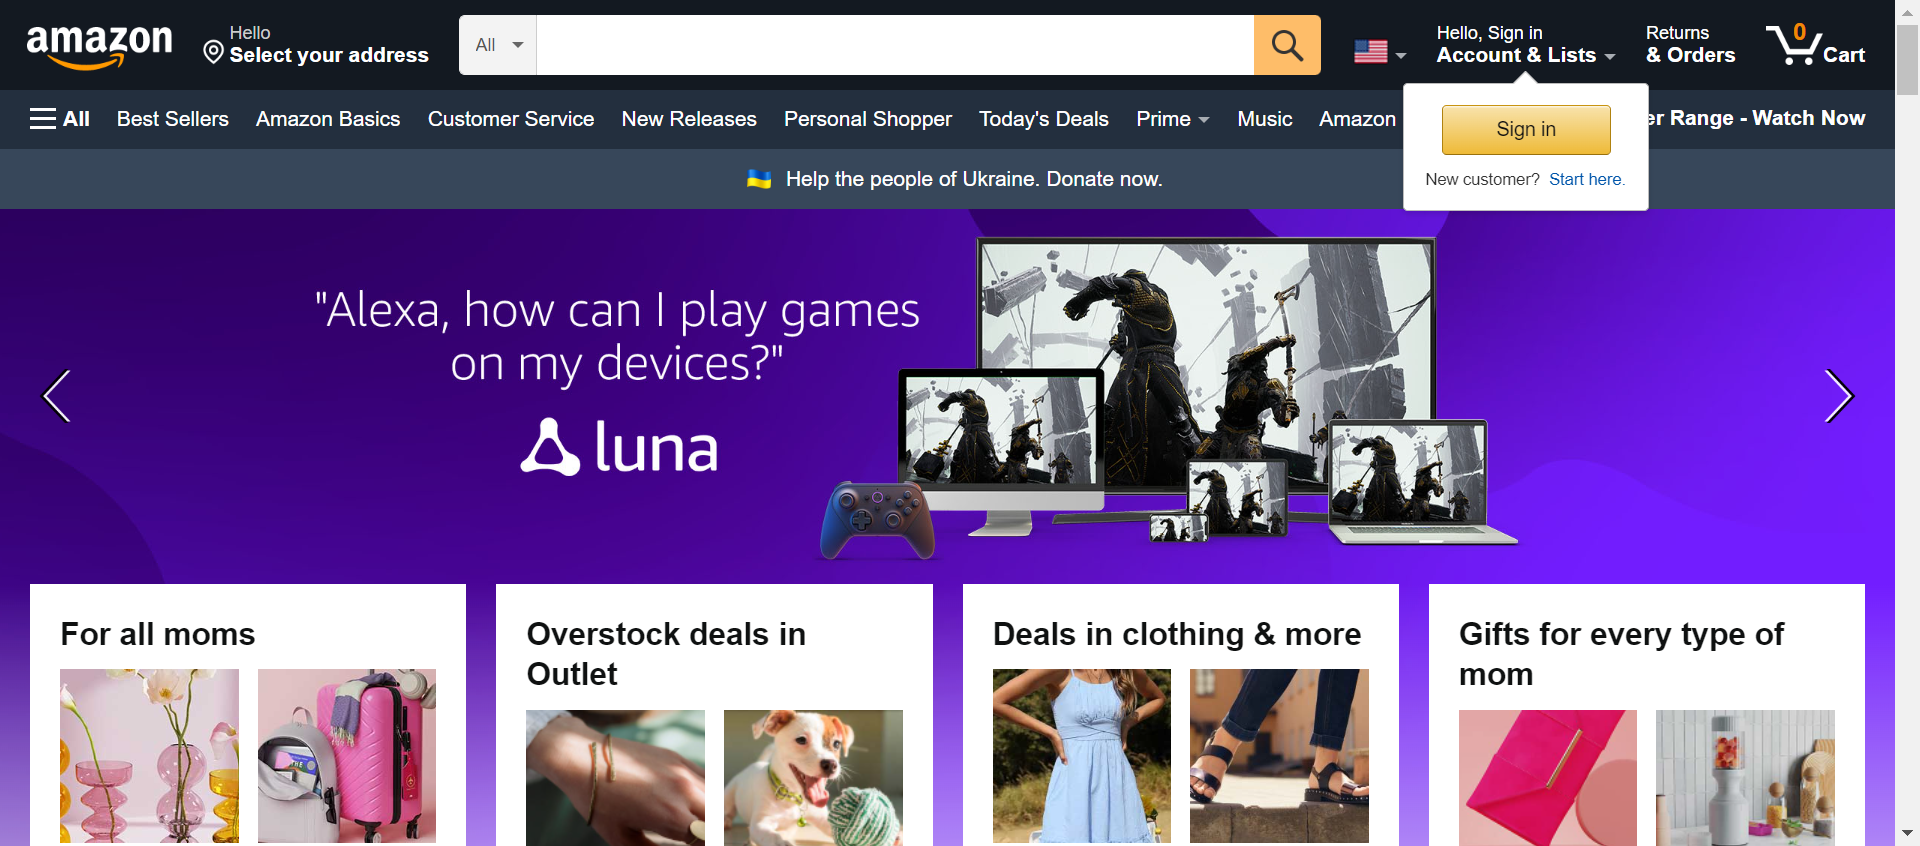 amazon
Hello
Select your address
All
Hello, Sign in
Account & Lists
Returns
& Orders
0
Cart
All
Best Sellers
Amazon Basics
Customer Service
New Releases
Personal Shopper
Today's Deals
Prime
Music
Amazon
er Range - Watch Now
Sign in
New customer? Start here.
Help the people of Ukraine. Donate now.
"Alexa, how can I play games
on my devices?"
luna
For all moms
Overstock deals in
Outlet
Deals in clothing & more
Gifts for every type of
mom